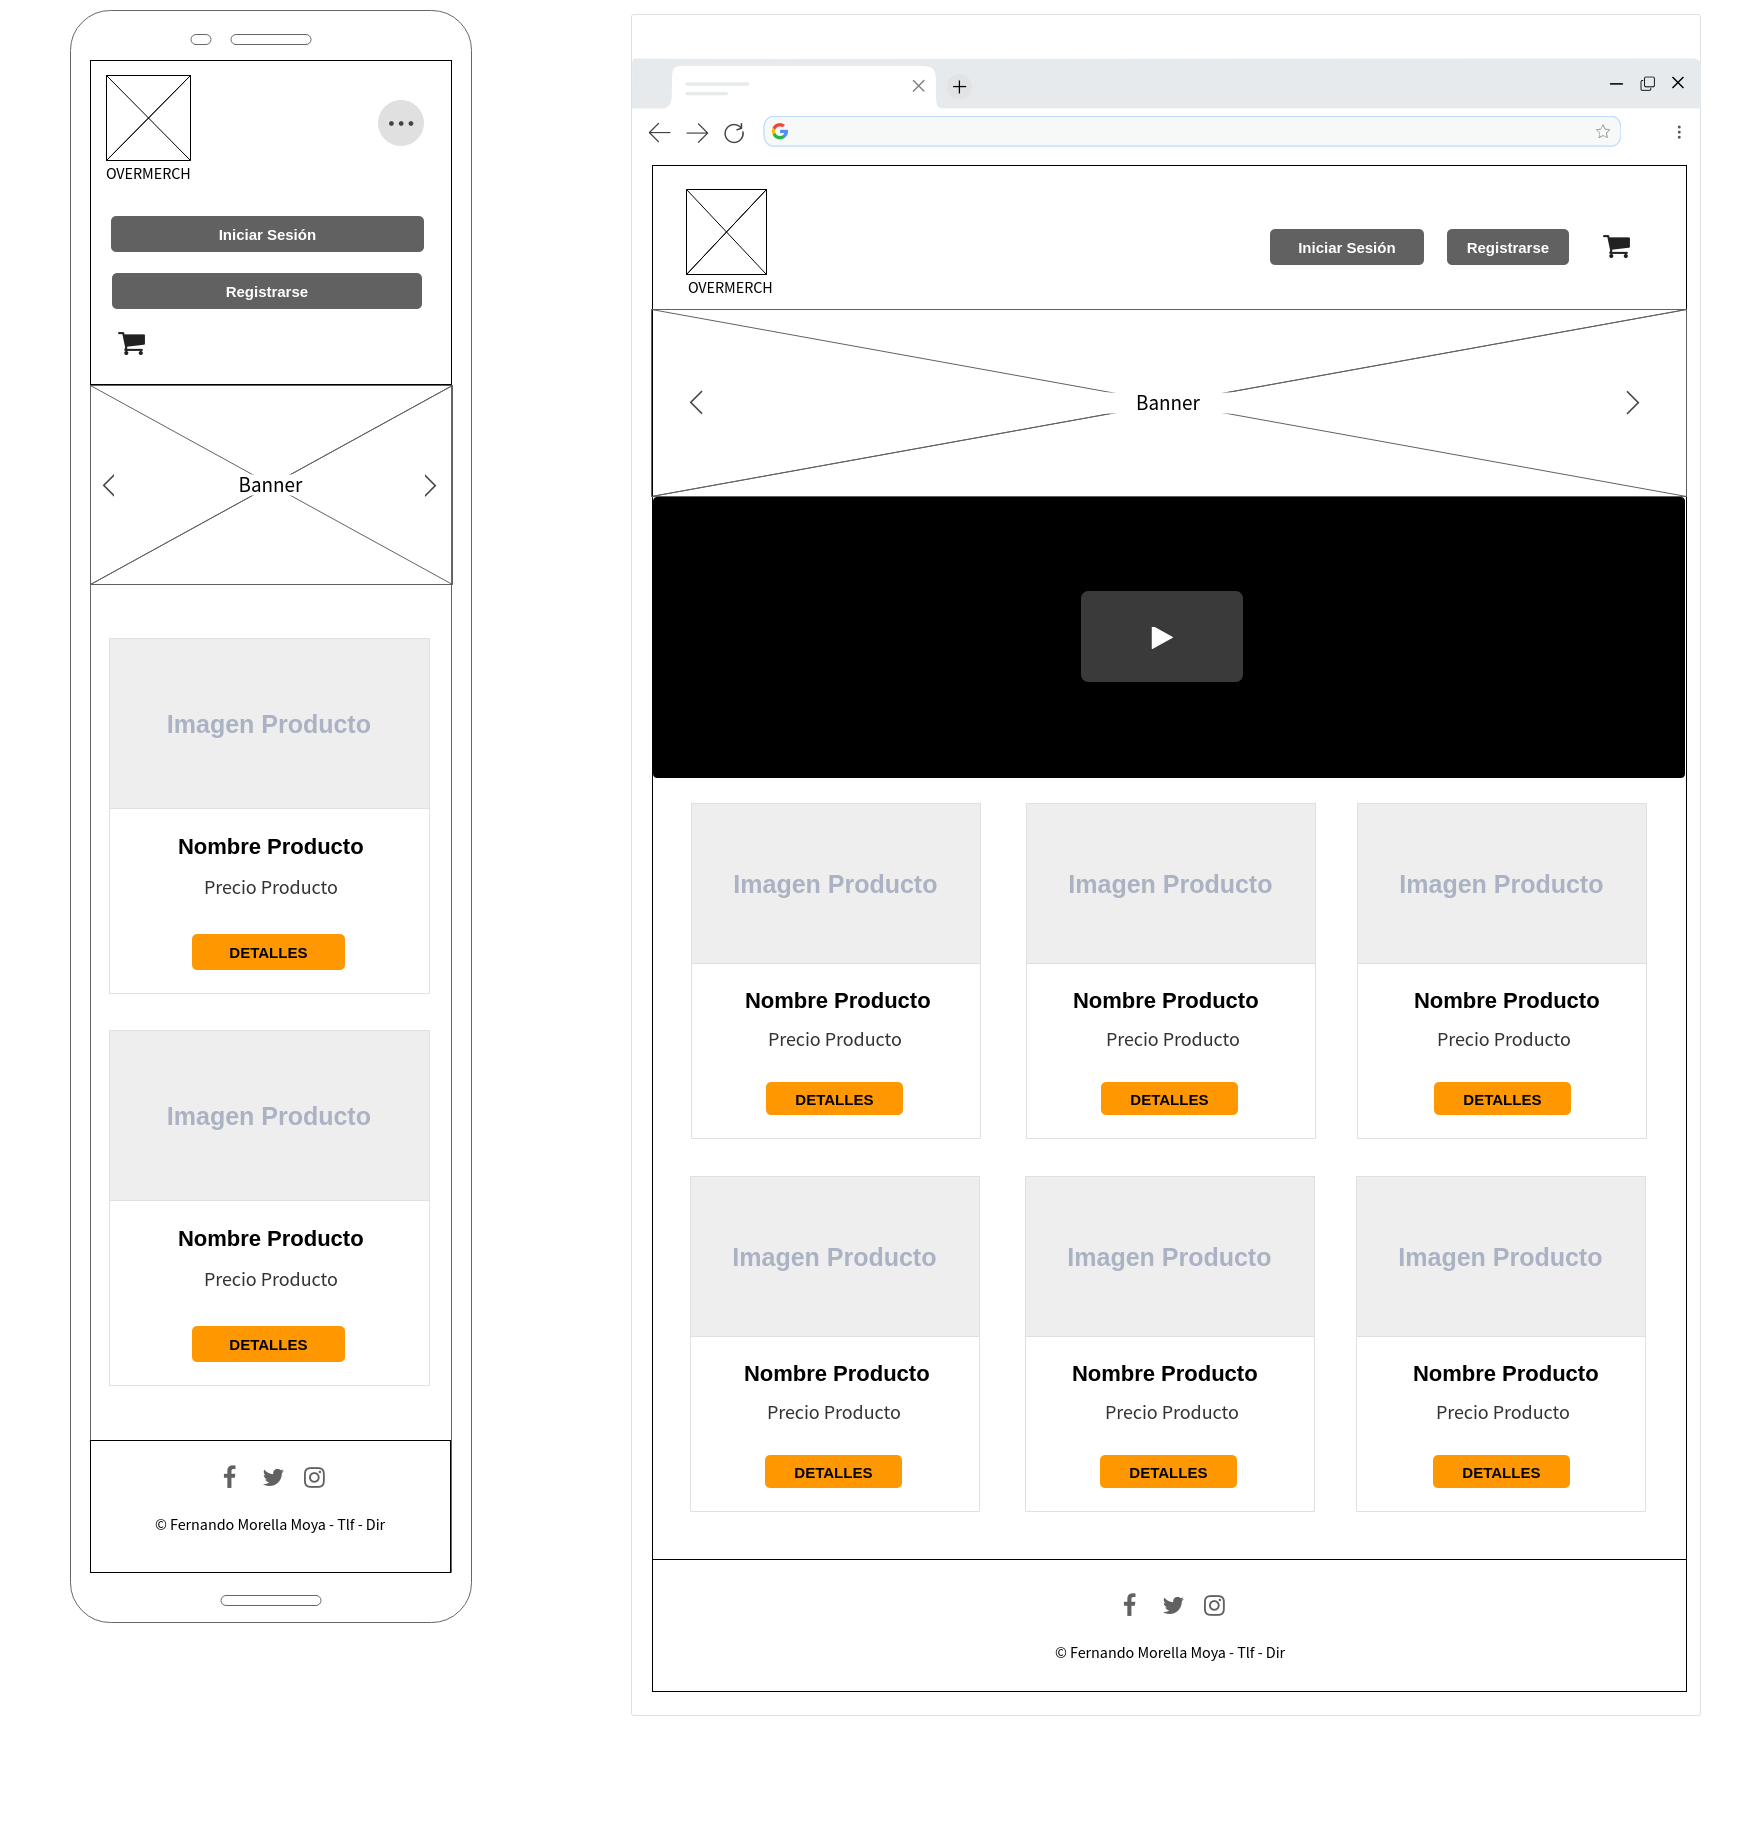 OVERMERCH
Iniciar Sesión
Registrarse
Banner
Imagen Producto
Nombre Producto
Precio Producto
DETALLES
Imagen Producto
Nombre Producto
Precio Producto
DETALLES
© Fernando Morella Moya - Tlf - Dir
OVERMERCH
Iniciar Sesión
Registrarse
Banner
Imagen Producto
Imagen Producto
Imagen Producto
Nombre Producto
Nombre Producto
Nombre Producto
Precio Producto
Precio Producto
Precio Producto
DETALLES
DETALLES
DETALLES
Imagen Producto
Imagen Producto
Imagen Producto
Nombre Producto
Nombre Producto
Nombre Producto
Precio Producto
Precio Producto
Precio Producto
DETALLES
DETALLES
DETALLES
© Fernando Morella Moya - Tlf - Dir